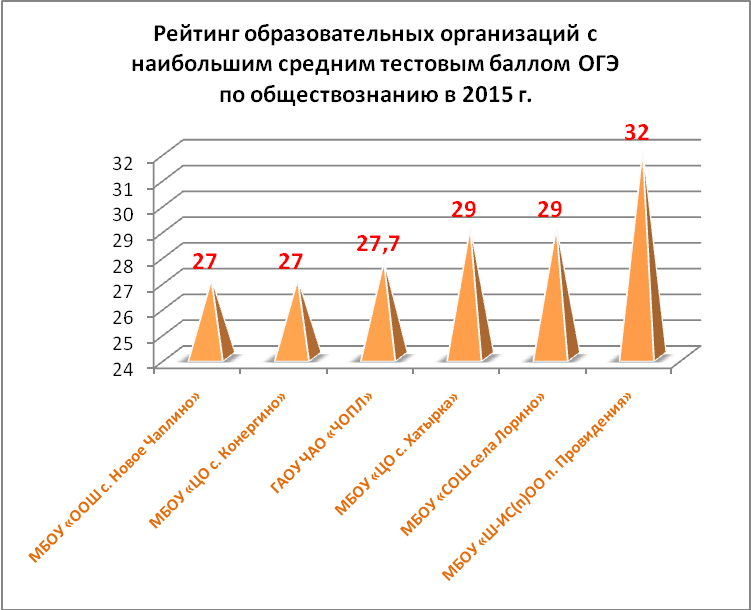 Рейтинг образовательных организаций с
наибольшим средним тестовым баллом ОГЭ
по обществознанию в 2015 г.
32
31
30
29
28
27
26
25
24
27
27
27,7
29
29
32
МБОУ «ООШ с. Новое Чаплино»
МБОУ «ЦО с. Конергино»
ГАОУ ЧАО «ЧОПЛ»
МБОУ «ЦО с. Хатырка»
МБОУ «СОШ села Лорино»
МБОУ «Ш-ИС(п)ОО п. Провидения»